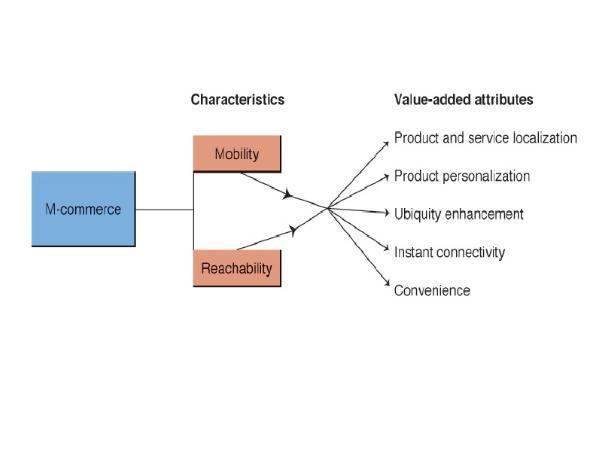 Characteristics
Value-added attributes
M-commerce
Mobility
Reachability
Product and service localization
Product personalization
Ubiquity enhancement
Instant connectivity
Convenience